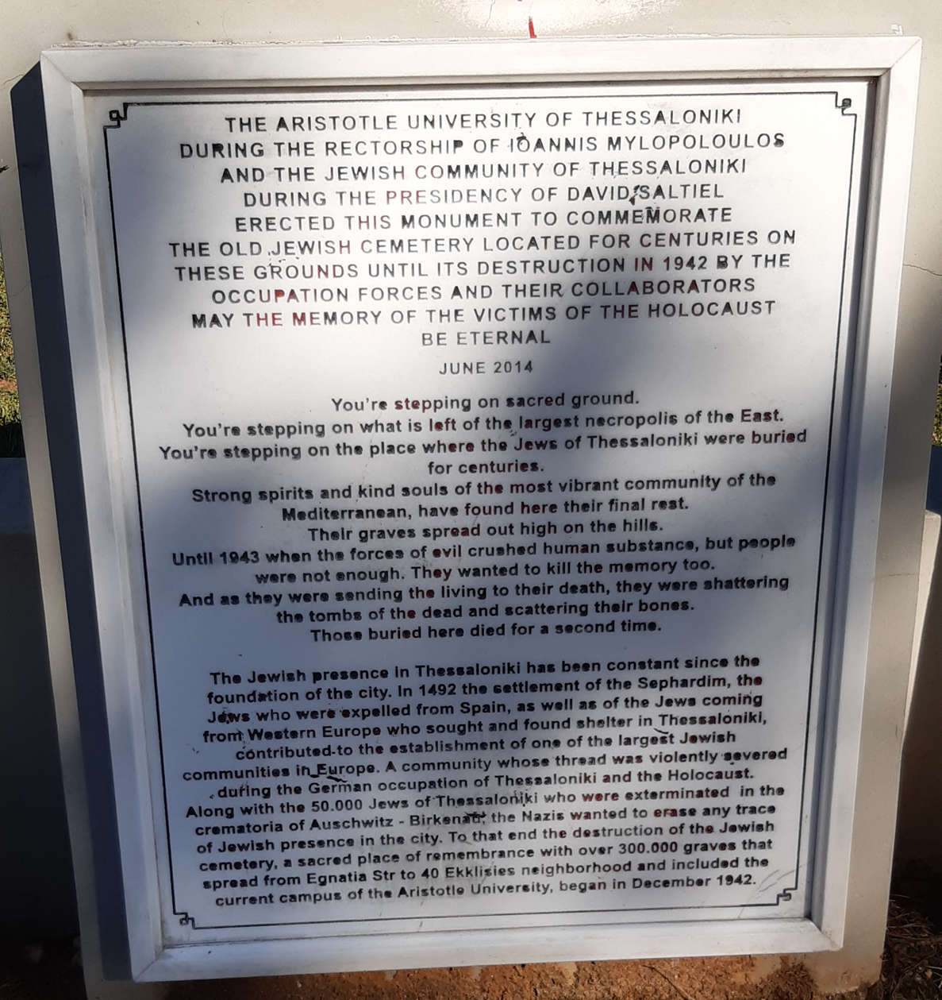 THE ARISTOTLE UNIVERSITY OF THESSALONIKI
DURING THE RECTORSHIP OF IOANNIS MYLOPOLOULOS
AND THE JEWISH COMMUNITY OF THESSALONIKI
DURING THE PRESIDENCY OF DAVID SALTIEL
ERECTED THIS MONUMENT TO COMMEMORATE
THE OLD JEWISH CEMETERY LOCATED FOR CENTURIES ON
THESE GROUNDS UNTIL ITS DESTRUCTION IN 1942 BY THE
OCCUPATION FORCES AND THEIR COLLABORATORS
MAY THE MEMORY OF THE VICTIMS OF THE HOLOCAUST
BE ETERNAL
JUNE 2014
You're stepping on sacred ground.
You're stepping on what is left of the largest necropolis of the East.
You're stepping on the place where the Jews of Thessaloniki were buried
for centuries.
Strong spirits and kind souls of the most vibrant community of the
Mediterranean, have found here their final rest.
Their graves spread out high on the hills.
Until 1943 when the forces of evil crushed human substance, but people
were not enough. They wanted to kill the memory too.
And as they were sending the living to their death, they were shattering
the tombs of the dead and scattering their bones.
Those buried here died for a second time.
The Jewish presence in Thessaloniki has been constant since the
foundation of the city. In 1492 the settlement of the Sephardim, the
Jews who were expelled from Spain, as well as of the Jews coming
from Western Europe who sought and found shelter in Thessaloniki,
contributed to the establishment of one of the largest Jewish
communities in Europe. A community whose thread was violently severed
during the German occupation of Thessaloniki and the Holocaust.
Along with the 50.000 Jews of Thessaloniki who were exterminated in the
crematoria of Auschwitz - Birkenau, the Nazis wanted to erase any trace
of Jewish presence in the city. To that end the destruction of the Jewish
cemetery, a sacred place of remembrance with over 300.000 graves that
spread from Egnatia Str to 40 Ekklisies neighborhood and included the
current campus of the Aristotle University, began in December 1942.